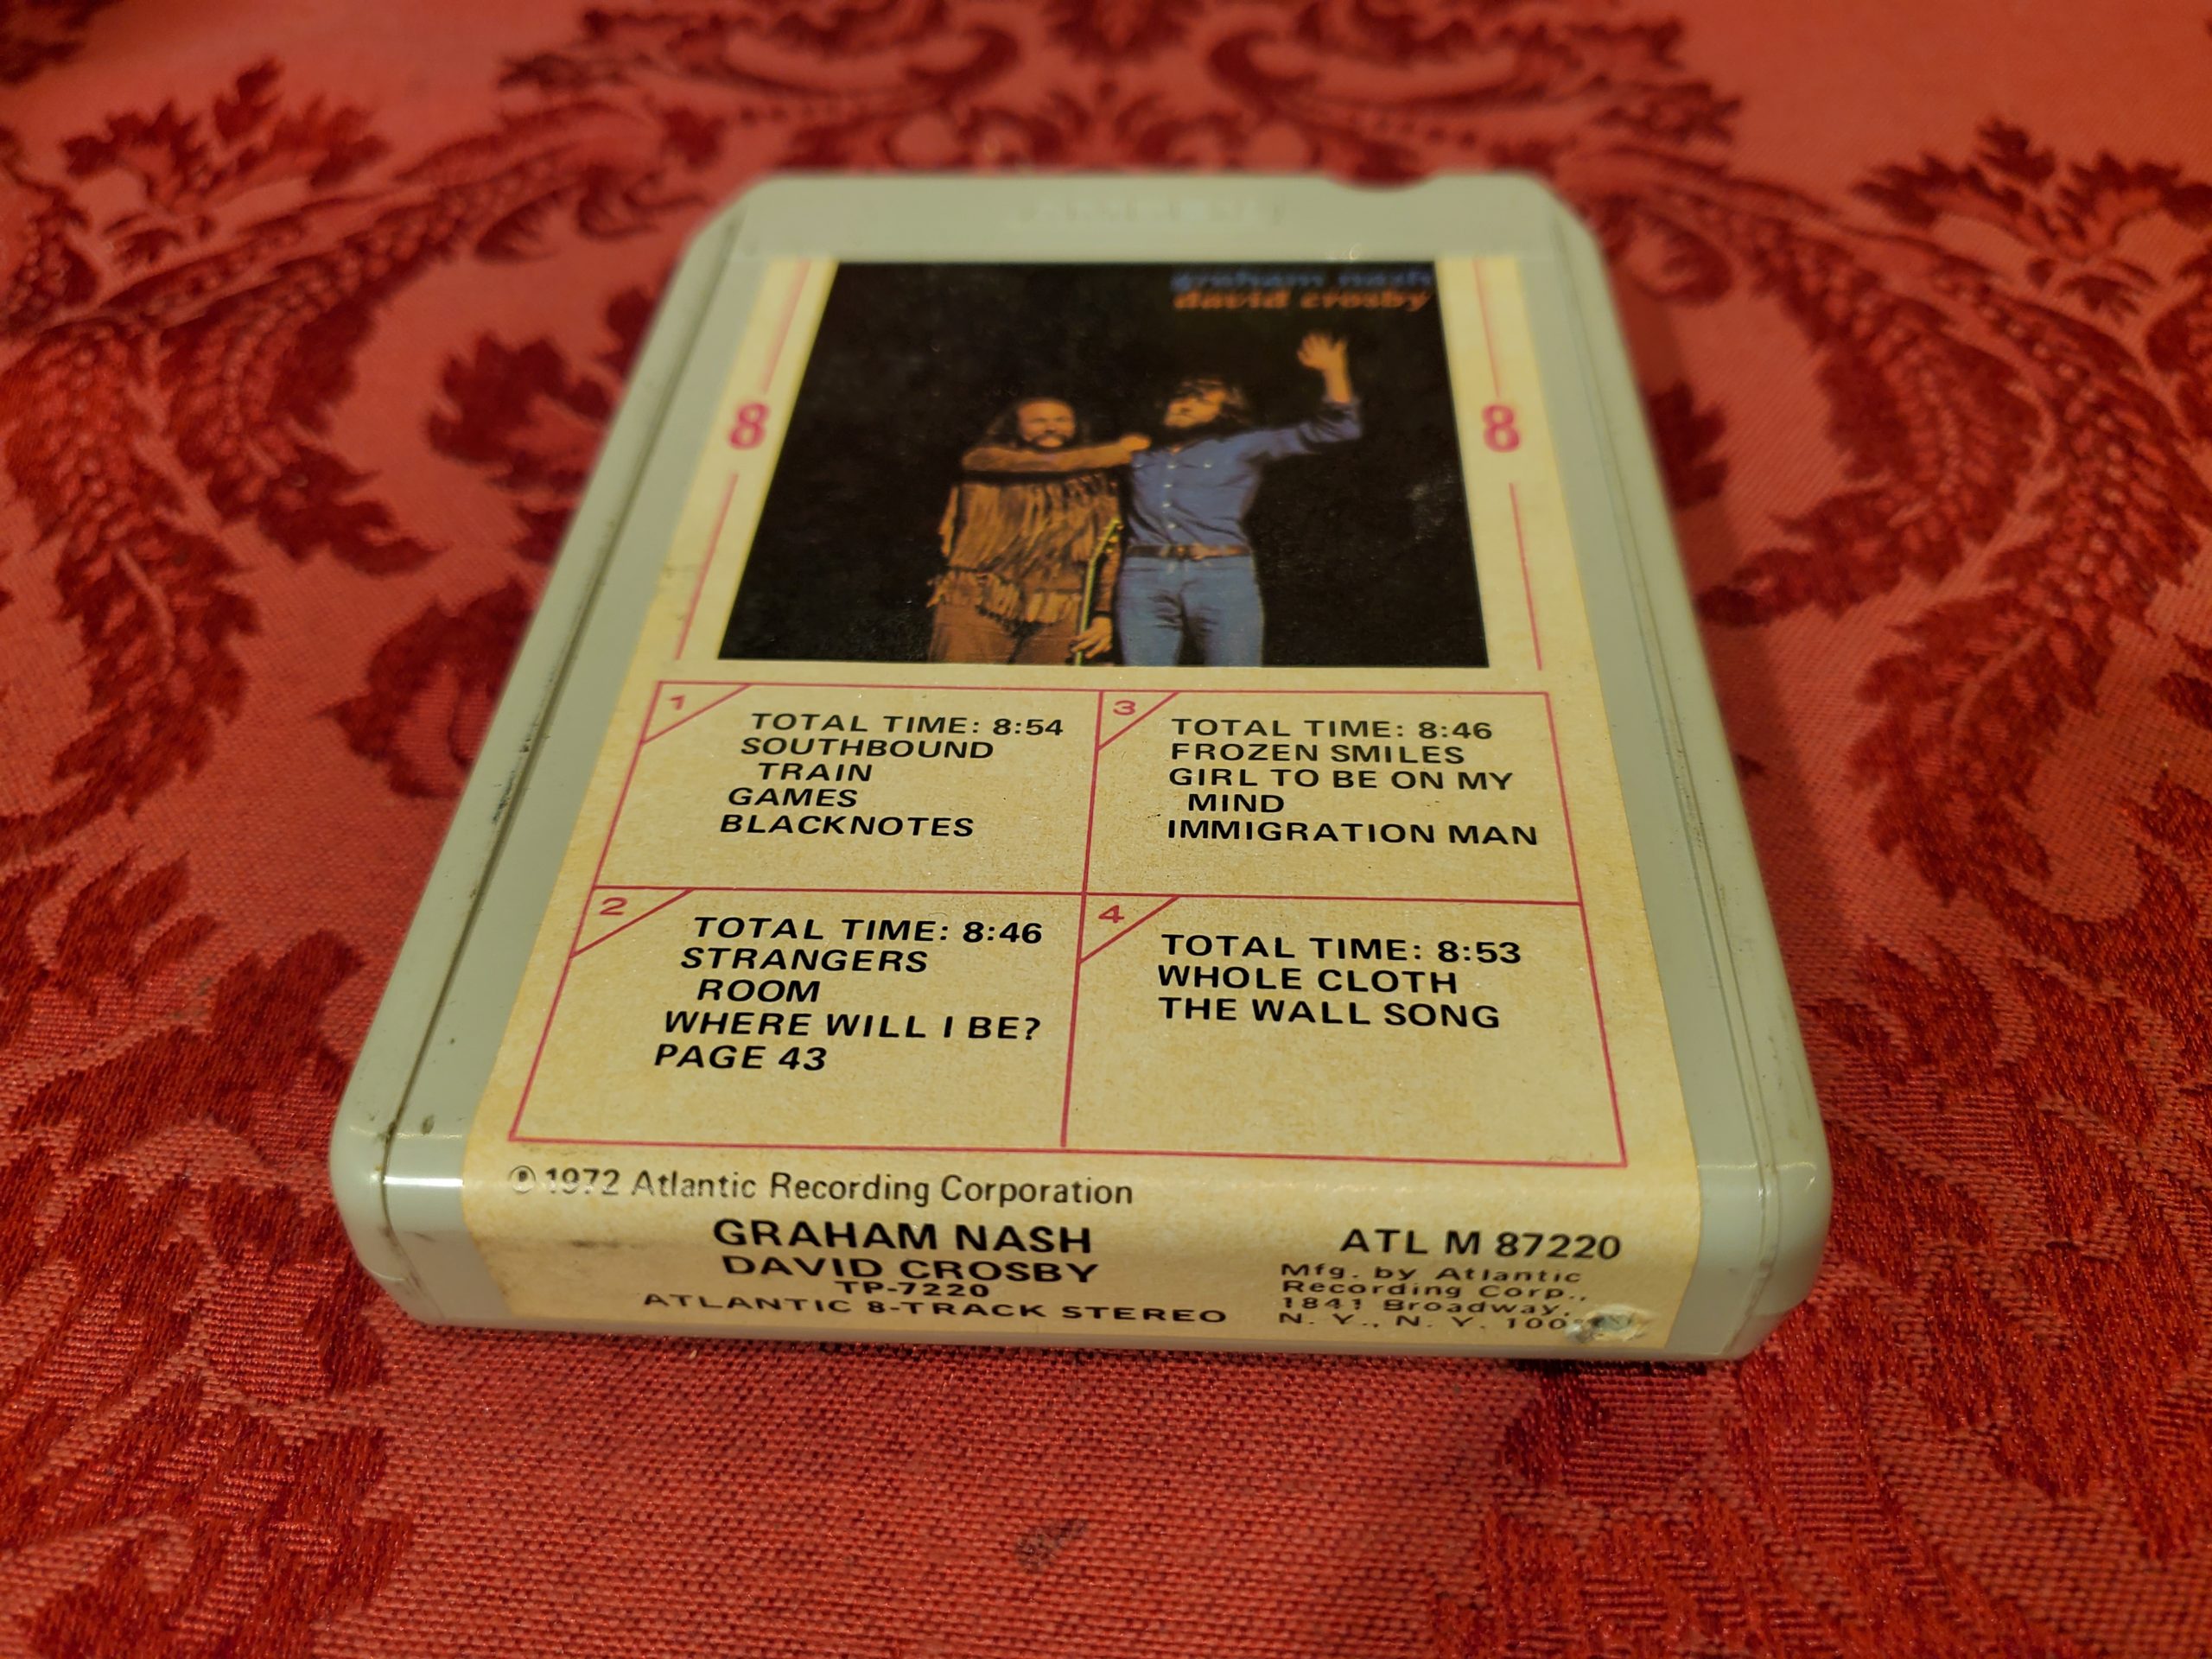 graham nash
david crosby
8
8
1
TOTAL TIME: 8:54
SOUTHBOUND
TRAIN
GAMES
BLACKNOTES
3
TOTAL TIME: 8:46
FROZEN SMILES
GIRL TO BE ON MY
MIND
IMMIGRATION MAN
2
TOTAL TIME: 8:46
STRANGERS
ROOM
WHERE WILL I BE?
PAGE 43
4
TOTAL TIME: 8:53
WHOLE CLOTH
THE WALL SONG
℗ 1972 Atlantic Recording Corporation
GRAHAM NASH
DAVID CROSBY
TP-7220
ATLANTIC 8-TRACK STEREO
ATL M 87220
Mfg. by Atlantic
Recording Corp.,
1841 Broadway,
N. Y., N. Y.